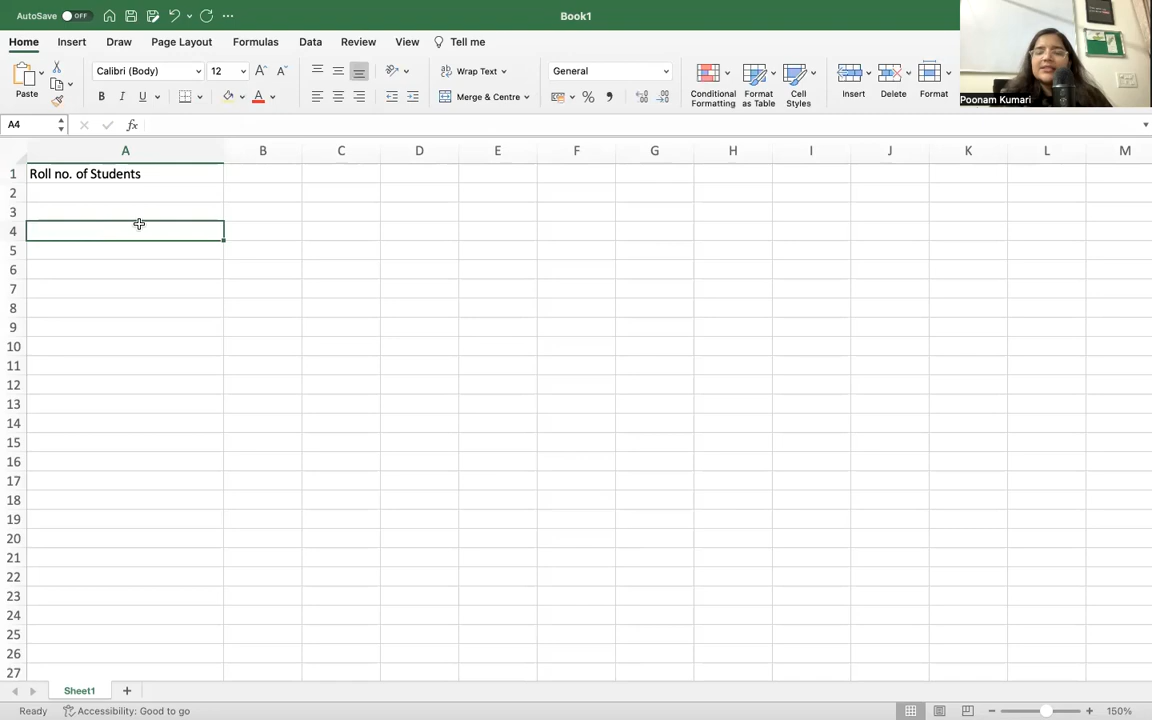 AutoSave OFF Book1
Home Insert Draw Page Layout Formulas Data Review View Tell me
Paste Calibri (Body) 12 Wrap Text General Conditional Formatting Format as Table Cell Styles Insert Delete Format
B I U A Merge & Centre %
Poonam Kumari
A4 fx
A B C D E F G H I J K L M
1 Roll no. of Students
2
3
4
5
6
7
8
9
10
11
12
13
14
15
16
17
18
19
20
21
22
23
24
25
26
27
Sheet1
Ready Accessibility: Good to go 150%